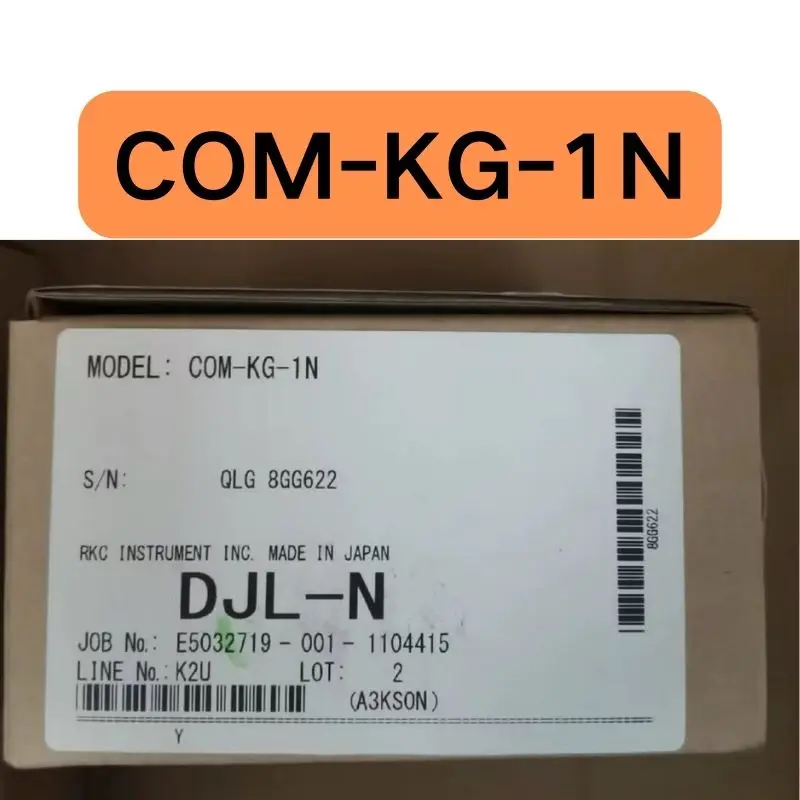 COM-KG-1N
MODEL: COM-KG-1N
S/N: QLG 8GG622
8GG622
RKC INSTRUMENT INC. MADE IN JAPAN
DJL-N
JOB No.: E5032719 - 001 - 1104415
LINE No.: K2U LOT: 2
(A3KSON)
Y